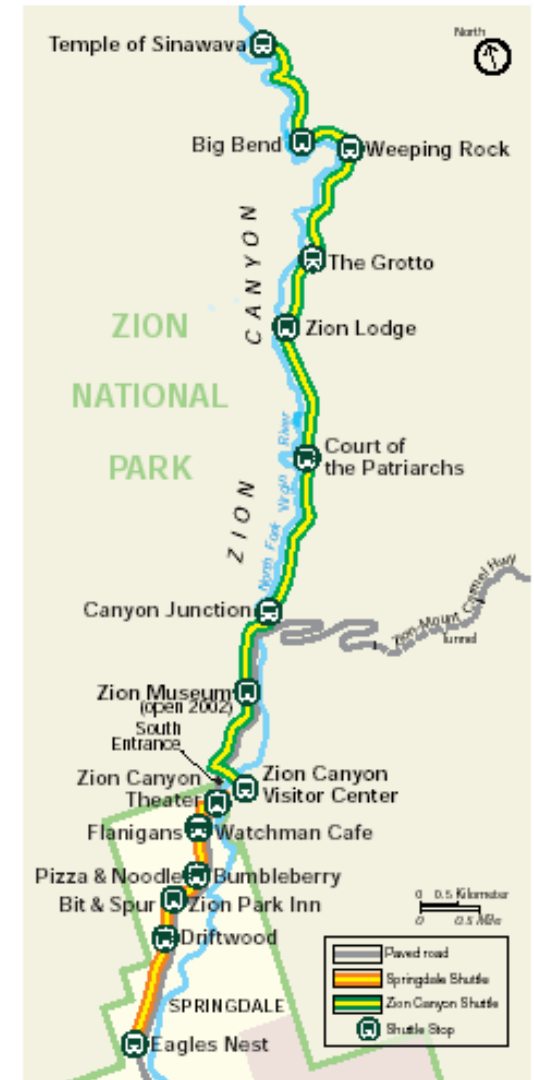 North
Temple of Sinawava
Big Bend
Weeping Rock
The Grotto
Zion Lodge
ZION CANYON
ZION
NATIONAL
PARK
Court of
the Patriarchs
North Fork Virgin River
Canyon Junction
Zion-Mount Carmel Hwy
Tunnel
Zion Museum
(open 2002)
South
Entrance
Zion Canyon
Theater
Zion Canyon
Visitor Center
Flanigans
Watchman Cafe
Pizza & Noodle
Bumbleberry
Bit & Spur
Zion Park Inn
Driftwood
SPRINGDALE
Eagles Nest
0 0.5 Kilometer
0 0.5 Mile
Paved road
Springdale Shuttle
Zion Canyon Shuttle
Shuttle Stop